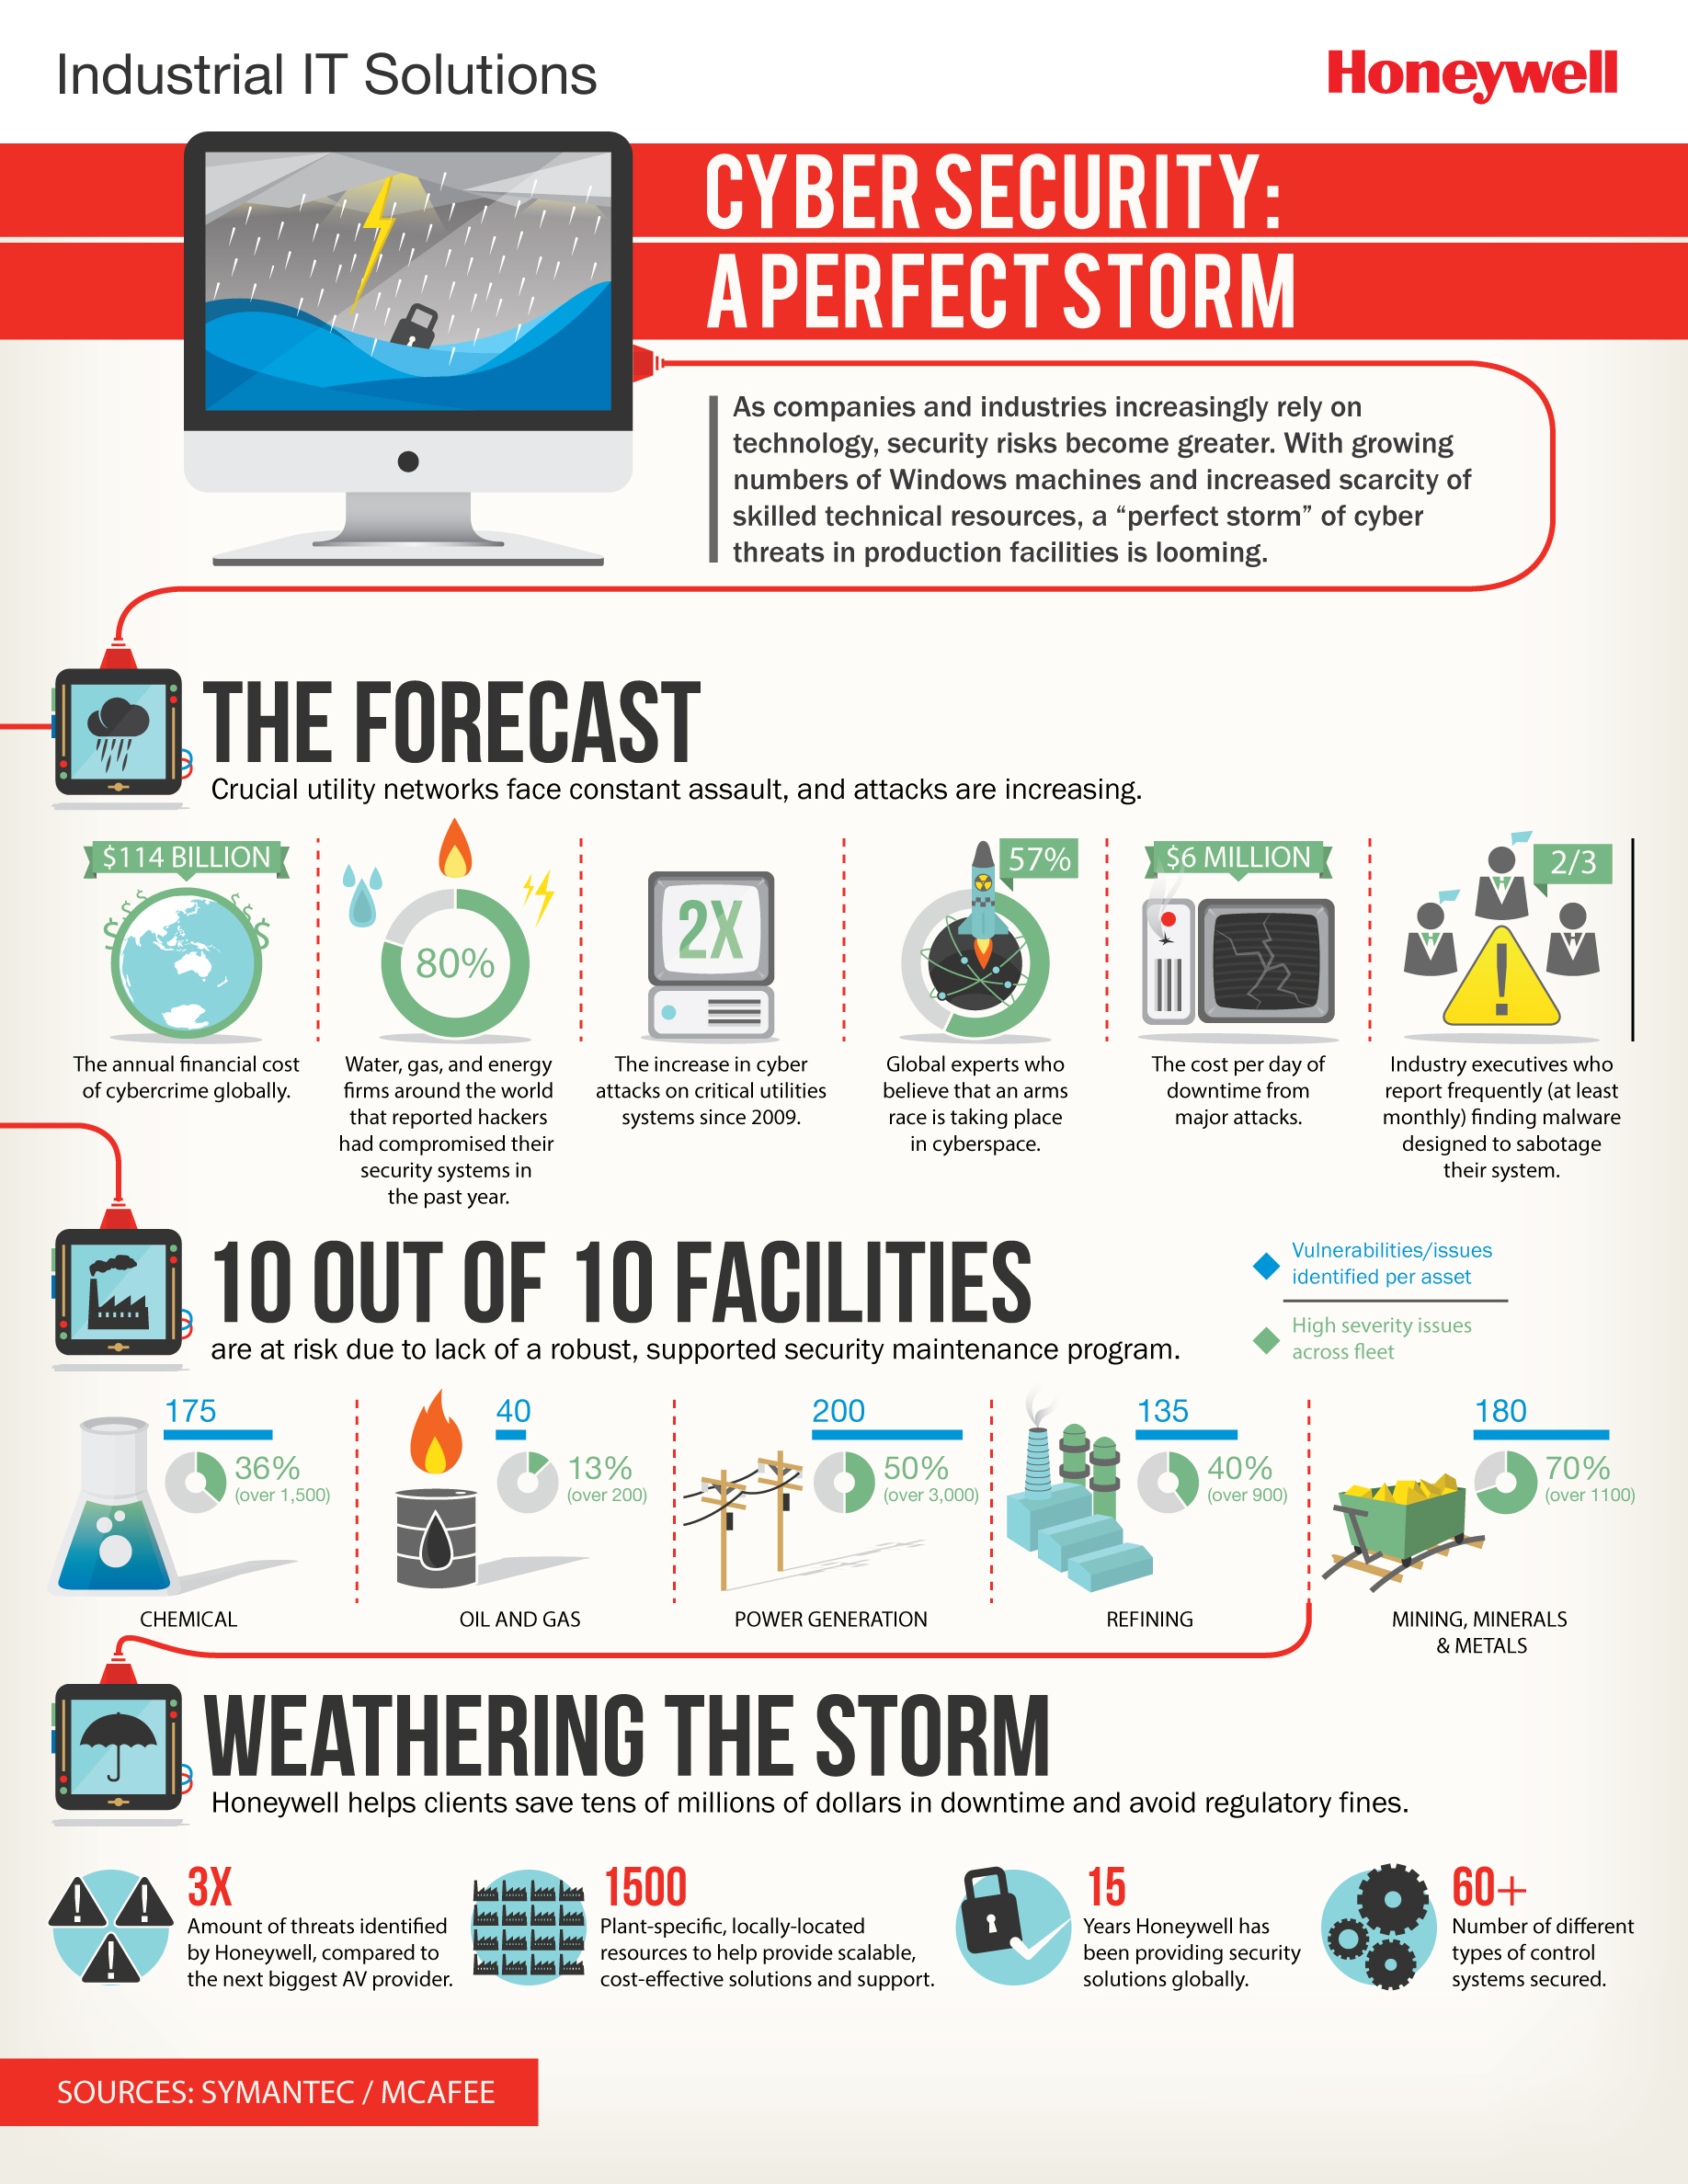 Industrial IT Solutions
Honeywell
CYBER SECURITY:
A PERFECT STORM
As companies and industries increasingly rely on
technology, security risks become greater. With growing
numbers of Windows machines and increased scarcity of
skilled technical resources, a “perfect storm” of cyber
threats in production facilities is looming.
THE FORECAST
Crucial utility networks face constant assault, and attacks are increasing.
$114 BILLION
$ $ $ $ $ $ $ $
The annual financial cost
of cybercrime globally.
80%
Water, gas, and energy
firms around the world
that reported hackers
had compromised their
security systems in
the past year.
2X
The increase in cyber
attacks on critical utilities
systems since 2009.
57%
Global experts who
believe that an arms
race is taking place
in cyberspace.
$6 MILLION
The cost per day of
downtime from
major attacks.
2/3
!
Industry executives who
report frequently (at least
monthly) finding malware
designed to sabotage
their system.
10 OUT OF 10 FACILITIES
are at risk due to lack of a robust, supported security maintenance program.
Vulnerabilities/issues
identified per asset
High severity issues
across fleet
175
36%
(over 1,500)
CHEMICAL
40
13%
(over 200)
OIL AND GAS
200
50%
(over 3,000)
POWER GENERATION
135
40%
(over 900)
REFINING
180
70%
(over 1100)
MINING, MINERALS
& METALS
WEATHERING THE STORM
Honeywell helps clients save tens of millions of dollars in downtime and avoid regulatory fines.
! ! !
3X
Amount of threats identified
by Honeywell, compared to
the next biggest AV provider.
1500
Plant-specific, locally-located
resources to help provide scalable,
cost-effective solutions and support.
15
Years Honeywell has
been providing security
solutions globally.
60+
Number of different
types of control
systems secured.
SOURCES: SYMANTEC / MCAFEE